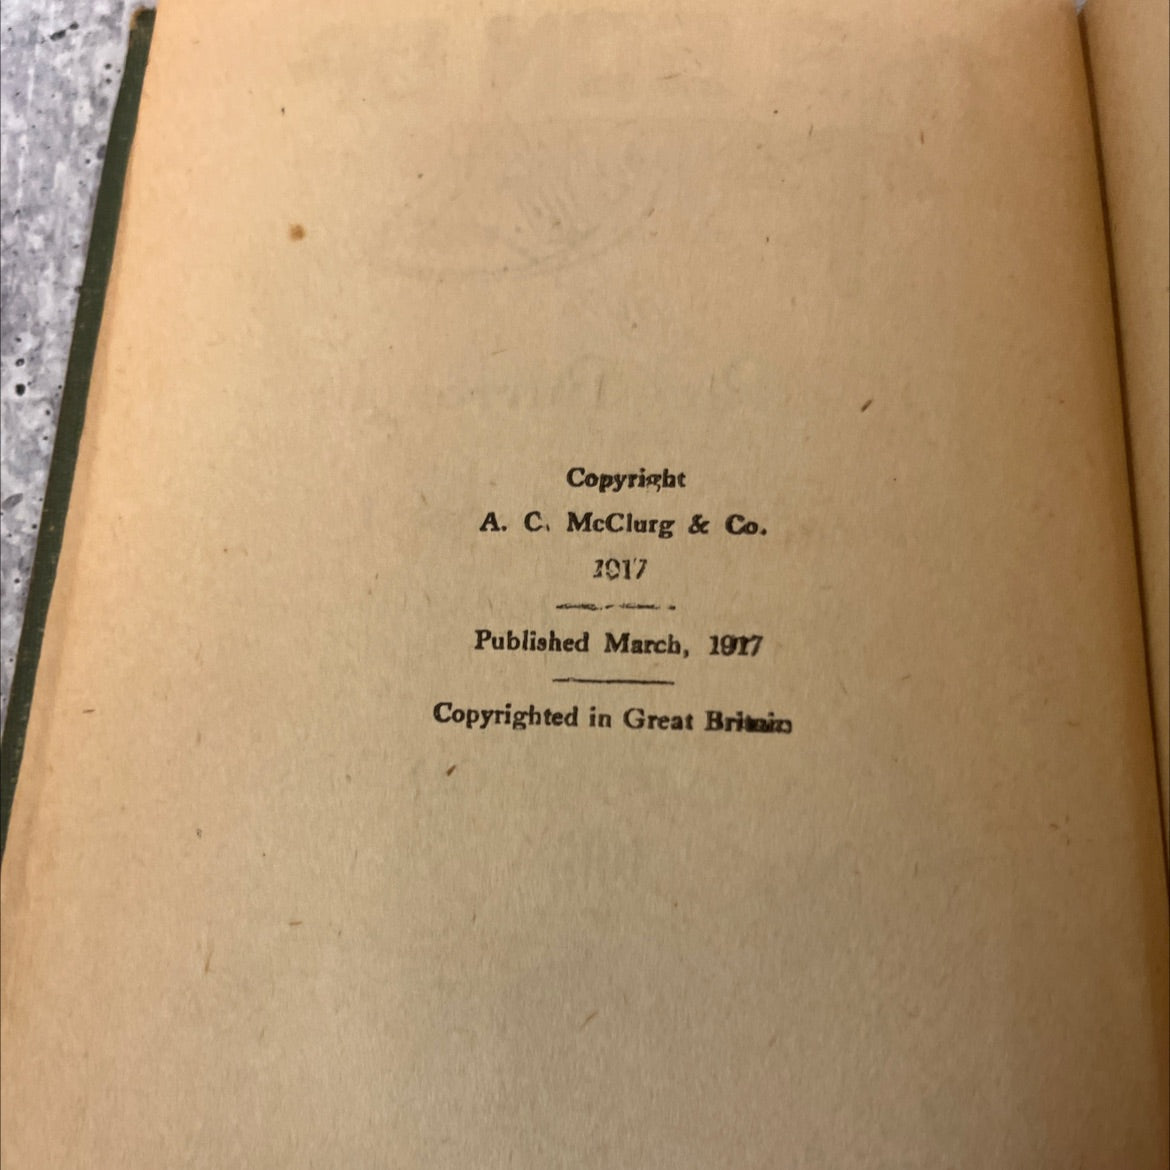 Copyright
A. C. McClurg & Co.
1917
Published March, 1917
Copyrighted in Great Britain